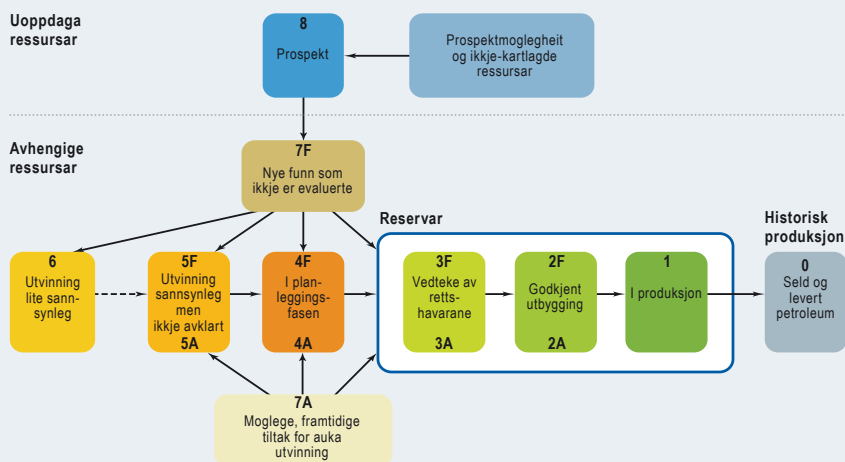 Uoppdaga
ressursar
8
Prospekt
Prospektmoglegheit
og ikkje-kartlagde
ressursar
Avhengige
ressursar
7F
Nye funn som
ikkje er evaluerte
Reservar
Historisk
produksjon
6
Utvinning
lite sann-
synleg
5F
Utvinning
sannsynleg
men
ikkje avklart
5A
4F
I plan-
leggings-
fasen
4A
3F
Vedteke av
retts-
havarane
3A
2F
Godkjent
utbygging
2A
1
I produksjon
0
Seld og
levert
petroleum
7A
Moglege, framtidige
tiltak for auka
utvinning